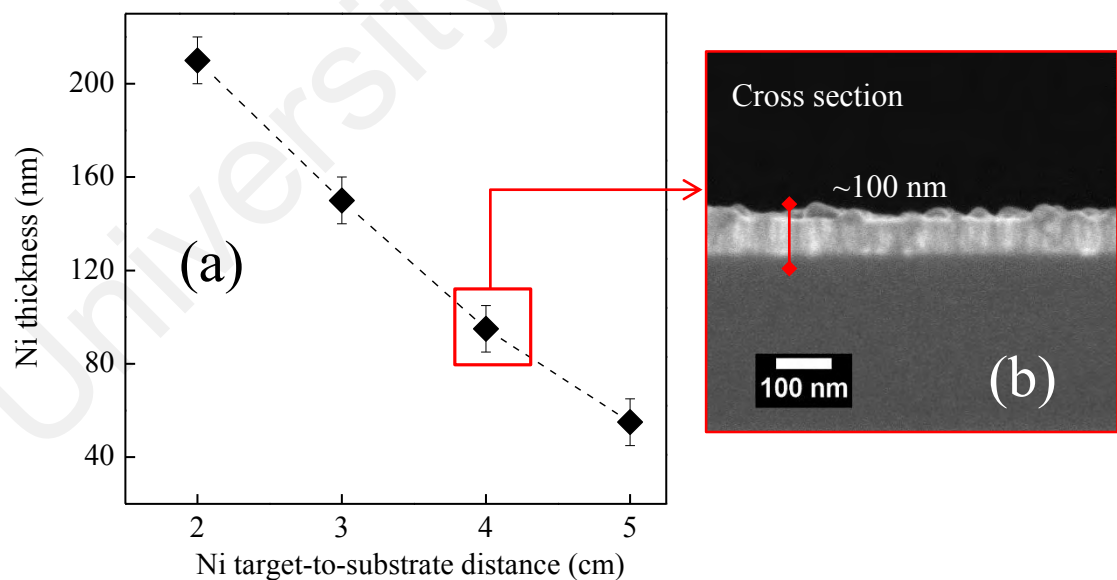 University
200
160
120
80
40
2
3
4
5
Ni thickness (nm)
Ni target-to-substrate distance (cm)
(a)
Cross section
~100 nm
100 nm
(b)